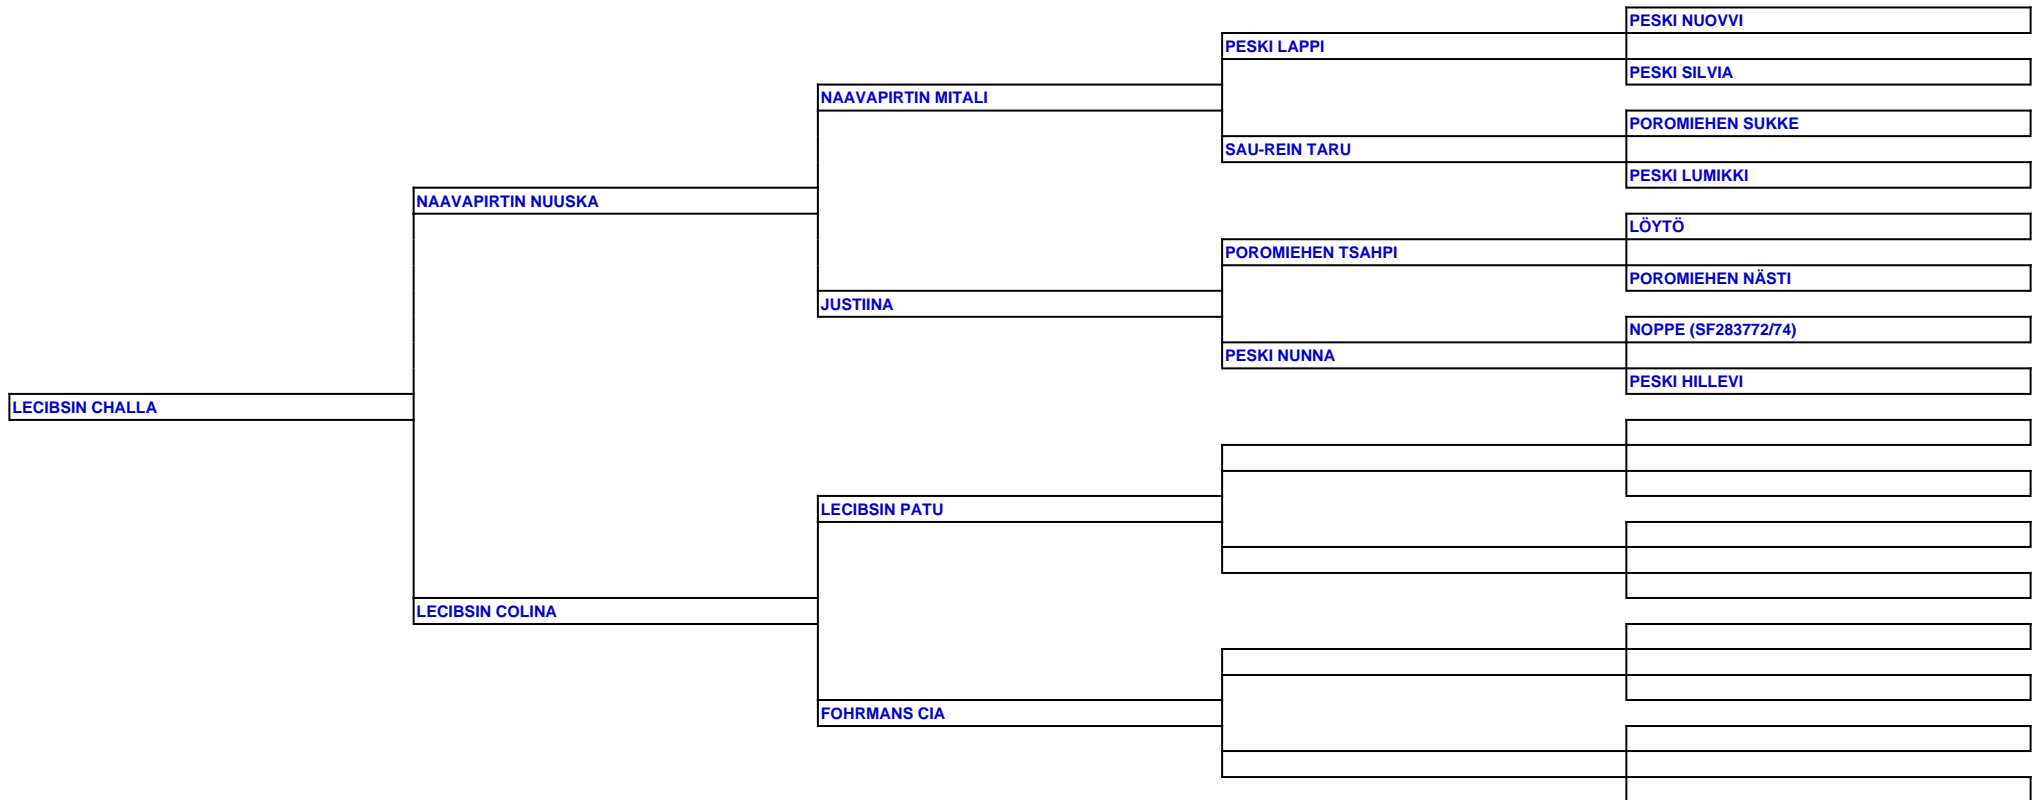 PESKI NUOVVI
PESKI LAPPI
PESKI SILVIA
NAAVAPIRTIN MITALI
POROMIEHEN SUKKE
SAU-REIN TARU
PESKI LUMIKKI
NAAVAPIRTIN NUUSKA
LÖYTÖ
POROMIEHEN TSAHPI
POROMIEHEN NÄSTI
JUSTIINA
NOPPE (SF283772/74)
PESKI NUNNA
PESKI HILLEVI
LECIBSIN CHALLA
LECIBSIN PATU
LECIBSIN COLINA
FOHRMANS CIA